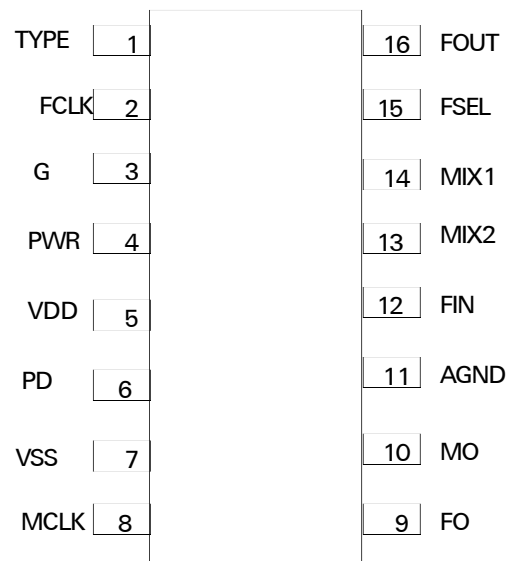 TYPE 1 16 FOUT
FCLK 2 15 FSEL
G 3 14 MIX1
PWR 4 13 MIX2
VDD 5 12 FIN
PD 6 11 AGND
VSS 7 10 MO
MCLK 8 9 FO